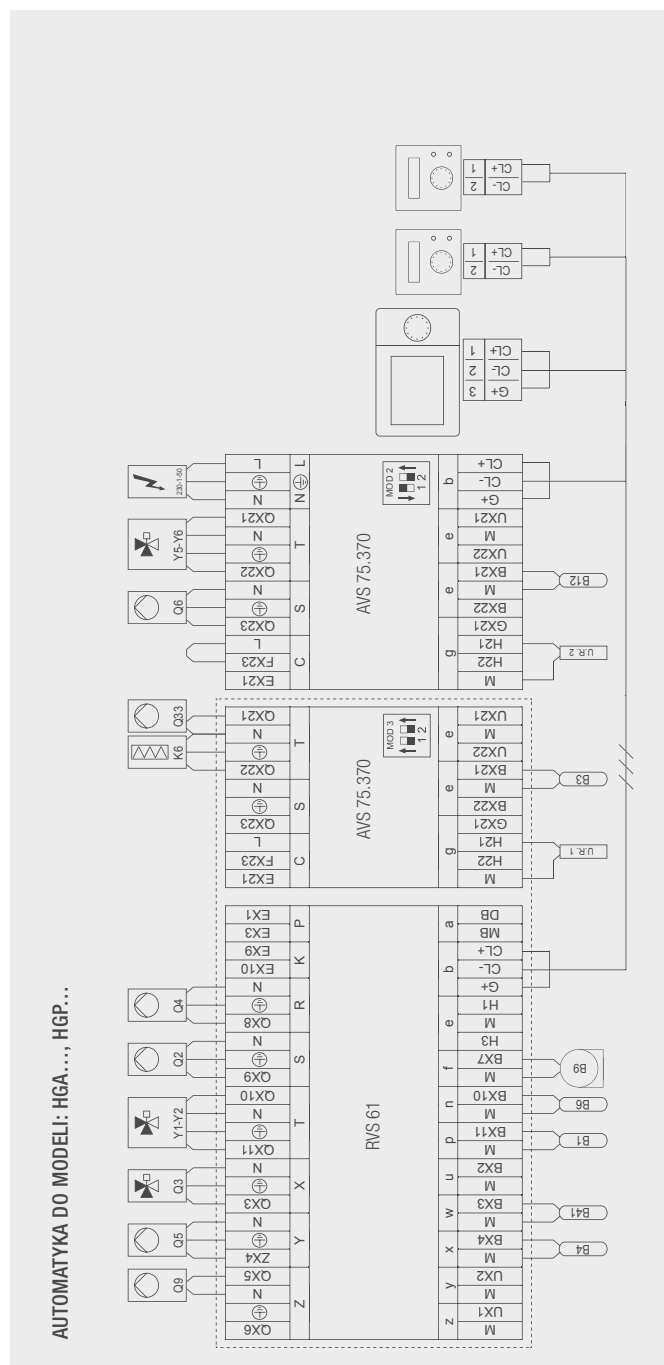 AUTOMATYKA DO MODELI: HGA..., HGP...
Q9
Q5
Q3
Y1-Y2
Q2
Q4
K6
Q33
Q6
Y5-Y6
230-1-50
QX6
⏚
N
QX5
ZX4
⏚
N
QX3
⏚
N
QX11
⏚
N
QX10
QX9
⏚
N
QX8
⏚
N
EX10
EX9
EX3
EX1
Z
Y
X
T
S
R
K
P
RVS 61
z
y
x
w
u
p
n
f
e
b
a
M
UX1
M
UX2
M
BX4
M
BX3
M
BX2
M
BX11
M
BX10
M
BX7
H3
M
H1
G+
CL-
CL+
MB
DB
B4
B41
B1
B6
B9
EX21
FX23
L
QX23
⏚
N
QX22
⏚
N
QX21
C
S
T
AVS 75.370
MOD 3
1 2
g
e
e
M
H22
H21
GX21
BX22
M
BX21
UX22
M
UX21
U.R. 1
B3
EX21
FX23
L
QX23
⏚
N
QX22
⏚
N
QX21
N
⏚
L
C
S
T
N
⏚
L
AVS 75.370
MOD 2
1 2
g
e
e
b
M
H22
H21
GX21
BX22
M
BX21
UX22
M
UX21
G+
CL-
CL+
U.R. 2
B12
3 G+
2 CL-
1 CL+
2 CL-
1 CL+
2 CL-
1 CL+